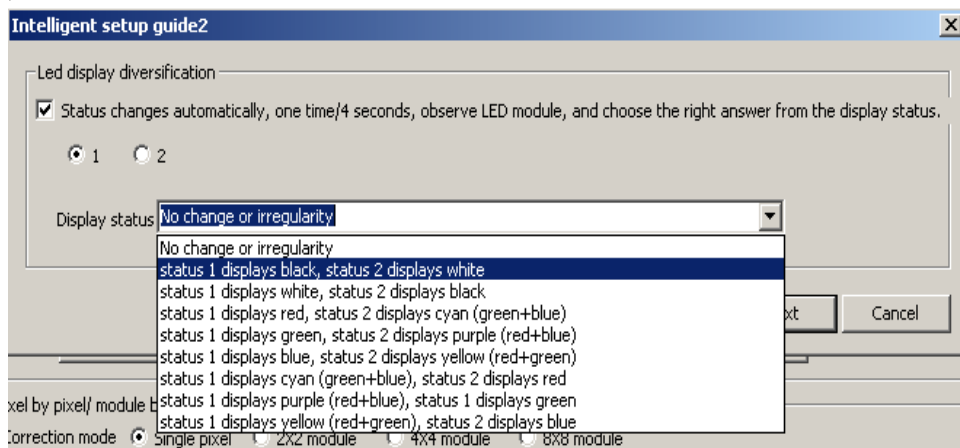 Intelligent setup guide2
Led display diversification
Status changes automatically, one time/4 seconds, observe LED module, and choose the right answer from the display status.
1 2
Display status No change or irregularity
No change or irregularity
status 1 displays black, status 2 displays white
status 1 displays white, status 2 displays black
status 1 displays red, status 2 displays cyan (green+blue)
status 1 displays green, status 2 displays purple (red+blue)
status 1 displays blue, status 2 displays yellow (red+green)
xt Cancel
status 1 displays cyan (green+blue), status 2 displays red
status 1 displays purple (red+blue), status 1 displays green
xel by pixel/ module b
status 1 displays yellow (red+green), status 2 displays blue
Correction mode Single pixel 2X2 module 4X4 module 8X8 module